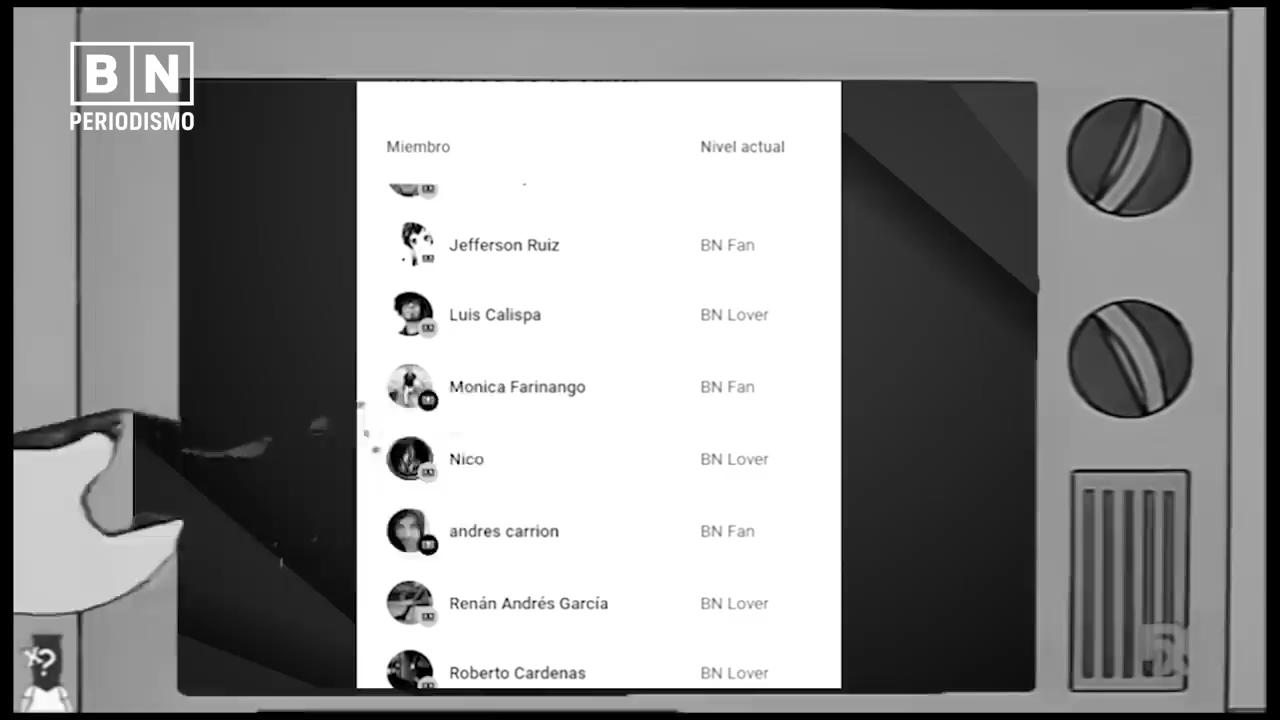 BN
PERIODISMO
Miembro Nivel actual
Jefferson Ruiz BN Fan
Luis Calispa BN Lover
Monica Farinango BN Fan
Nico BN Lover
andres carrion BN Fan
Renán Andrés García BN Lover
Roberto Cardenas BN Lover
X?